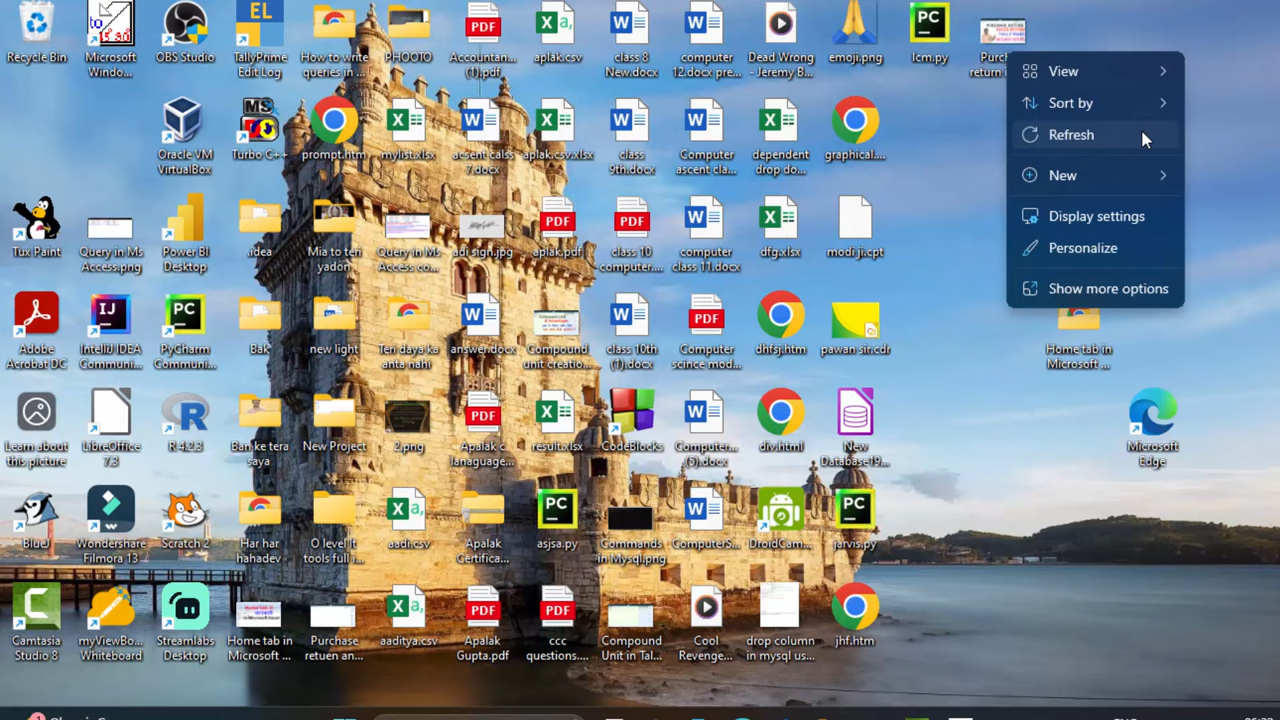 Recycle Bin
Microsoft
Windo...
OBS Studio
TallyPrime
Edit Log
How to write
queries in ...
PHOOTO
Accountan...
(1).pdf
aplak.csv
class 8
New.docx
computer
12.docx pre...
Dead Wrong
- Jeremy B...
emoji.png
lcm.py
View
Sort by
Refresh
New
Display settings
Personalize
Show more options
Oracle VM
VirtualBox
Turbo C++
prompt.htm
mylist.xlsx
acsent calss
7.docx
aplak.csv.xlsx
class
9th.docx
Computer
ascent cla...
dependent
drop do...
graphical....
Tux Paint
Query in Ms
Access.png
Power BI
Desktop
.idea
Mia to teri
yadon
Query in Ms
Access co...
adi sign.jpg
aplak.pdf
class 10
computer....
computer
class 11.docx
dfg.xlsx
modi ji.cpt
Adobe
Acrobat DC
IntelliJ IDEA
Communi...
PyCharm
Communi...
Bak
new light
Teri daya ka
anta nahi
answer.docx
Compound
unit creatio...
class 10th
(1).docx
Computer
scince mod...
dhfsj.htm
pawan sir.cdr
Home tab in
Microsoft ...
Learn about
this picture
LibreOffice
7.3
R 4.2.3
Ban ke tera
saya
New Project
2.png
Apalak c
lanaguage...
result.xlsx
CodeBlocks
Computer...
(5).docx
div.html
New
Database19...
Microsoft
Edge
BlueJ
Wondershare
Filmora 13
Scratch 2
Har har
hahadev
O level It
tools full i...
aadi.csv
Apalak
Certifica...
asjsa.py
Commands
in Mysql.png
ComputerS...
DroidCam...
jarvis.py
Camtasia
Studio 8
myViewBo...
Whiteboard
Streamlabs
Desktop
Home tab in
Microsoft ...
Purchase
retuen an...
aaditya.csv
Apalak
Gupta.pdf
ccc
questions....
Compound
Unit in Tal...
Cool
Revenge...
drop column
in mysql us...
jhf.htm